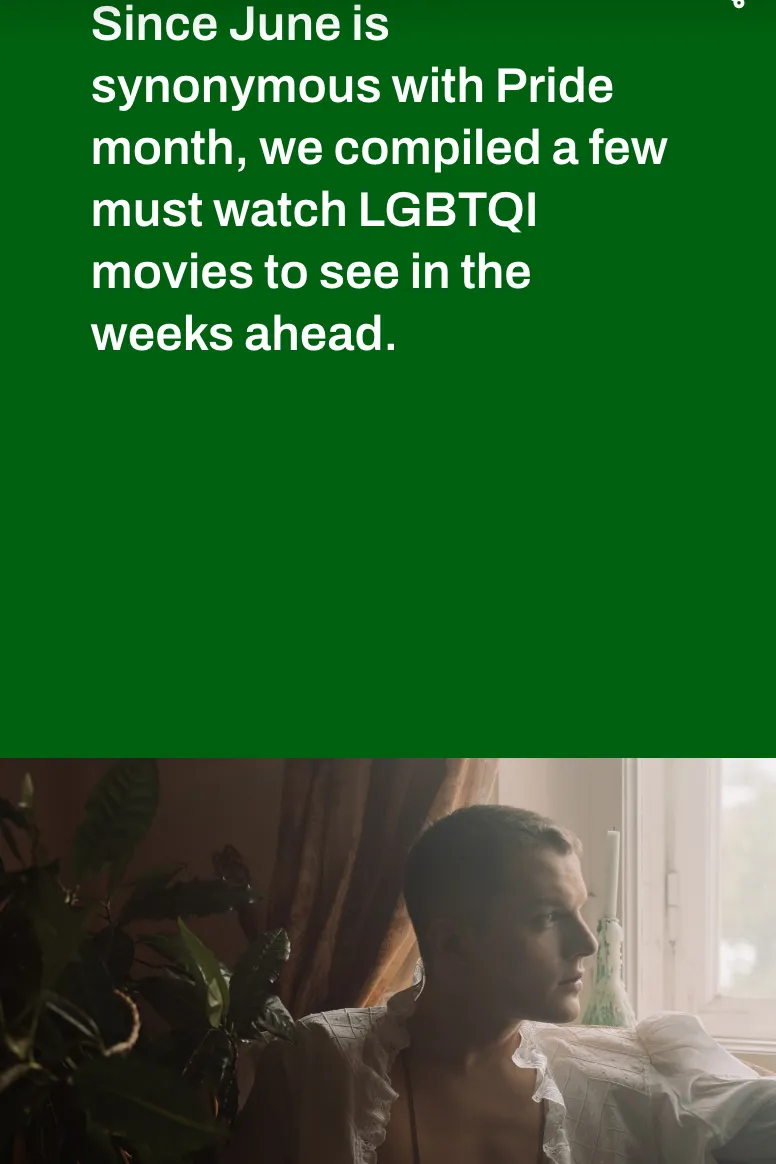 Since June is
synonymous with Pride
month, we compiled a few
must watch LGBTQI
movies to see in the
weeks ahead.